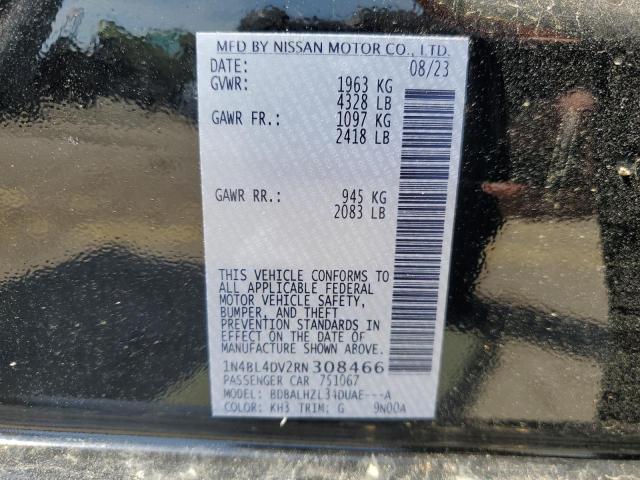 MFD BY NISSAN MOTOR CO., LTD.
DATE: 08/23
GVWR: 1963 KG
4328 LB
GAWR FR.: 1097 KG
2418 LB
GAWR RR.: 945 KG
2083 LB
THIS VEHICLE CONFORMS TO
ALL APPLICABLE FEDERAL
MOTOR VEHICLE SAFETY,
BUMPER, AND THEFT
PREVENTION STANDARDS IN
EFFECT ON THE DATE OF
MANUFACTURE SHOWN ABOVE.
1N4BL4DV2RN308466
PASSENGER CAR 751067
MODEL: BDBALHZL34DUAE---A
COLOR: KH3 TRIM; G 9N00A